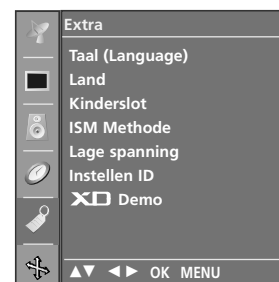 Extra
Taal (Language)
Land
Kinderslot
ISM Methode
Lage spanning
Instellen ID
XD Demo
▲▼ ◄► OK MENU